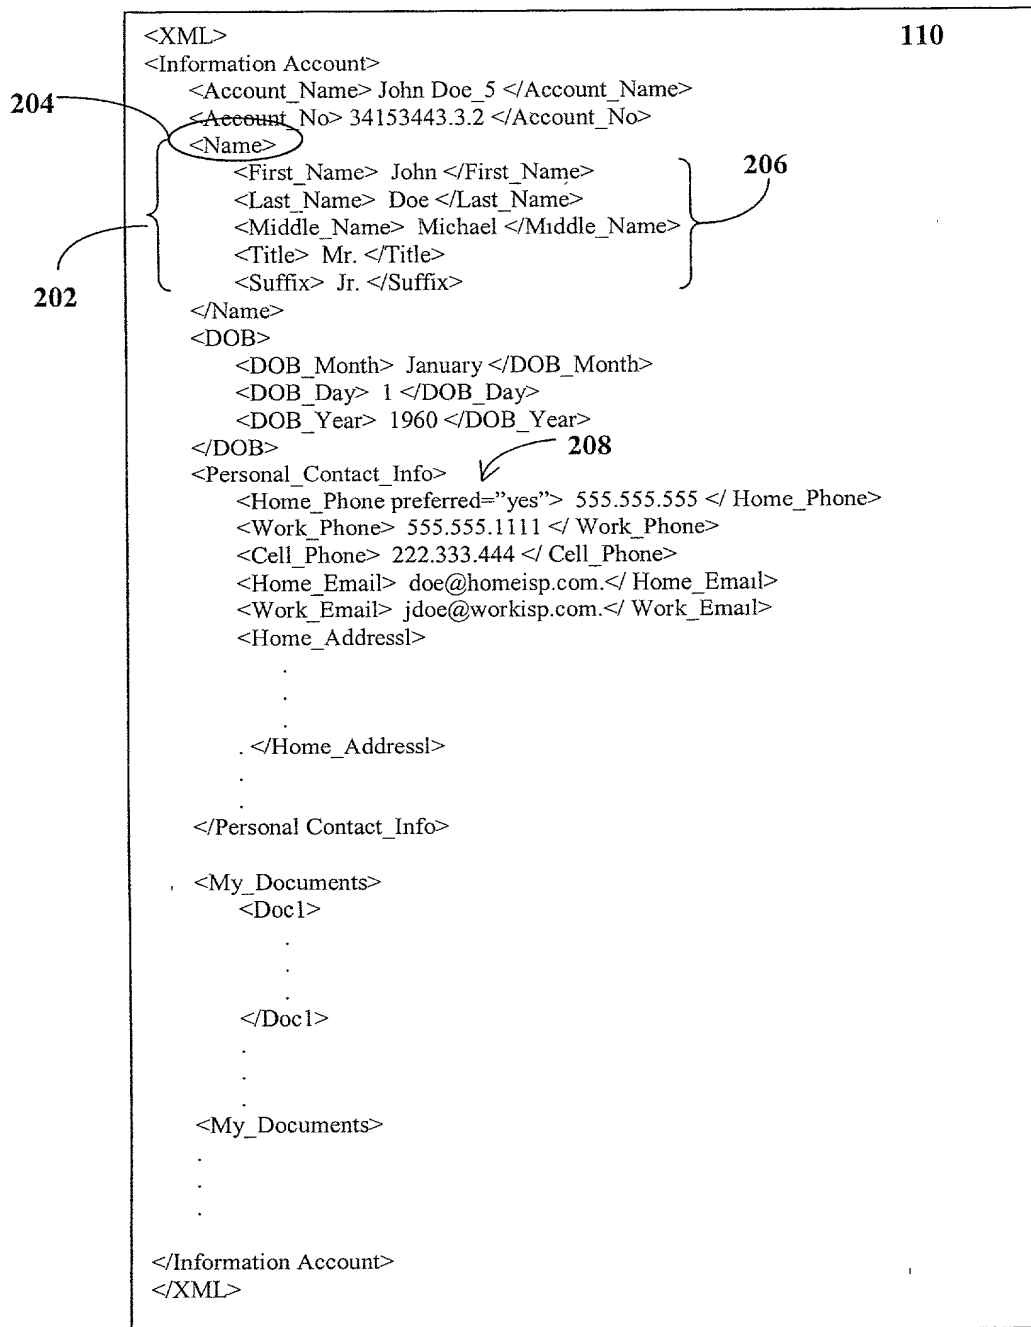 <XML> 110
<Information Account>
<Account_Name> John Doe_5 </Account_Name>
204
<Account_No> 34153443.3.2 </Account_No>
<Name>
<First_Name> John </First_Name> 206
<Last_Name> Doe </Last_Name>
<Middle_Name> Michael </Middle_Name>
<Title> Mr. </Title>
<Suffix> Jr. </Suffix>
202
</Name>
<DOB>
<DOB_Month> January </DOB_Month>
<DOB_Day> 1 </DOB_Day>
<DOB_Year> 1960 </DOB_Year>
</DOB> 208
<Personal_Contact_Info>
<Home_Phone preferred=”yes”> 555.555.555 </ Home_Phone>
<Work_Phone> 555.555.1111 </ Work_Phone>
<Cell_Phone> 222.333.444 </ Cell_Phone>
<Home_Email> doe@homeisp.com.</ Home_Email>
<Work_Email> jdoe@workisp.com.</ Work_Email>
<Home_Addressl>
.
.
.
. </Home_Addressl>
.
.
</Personal Contact_Info>
<My_Documents>
<Doc1>
.
.
.
</Doc1>
.
.
.
<My_Documents>
.
.
.
</Information Account>
</XML>